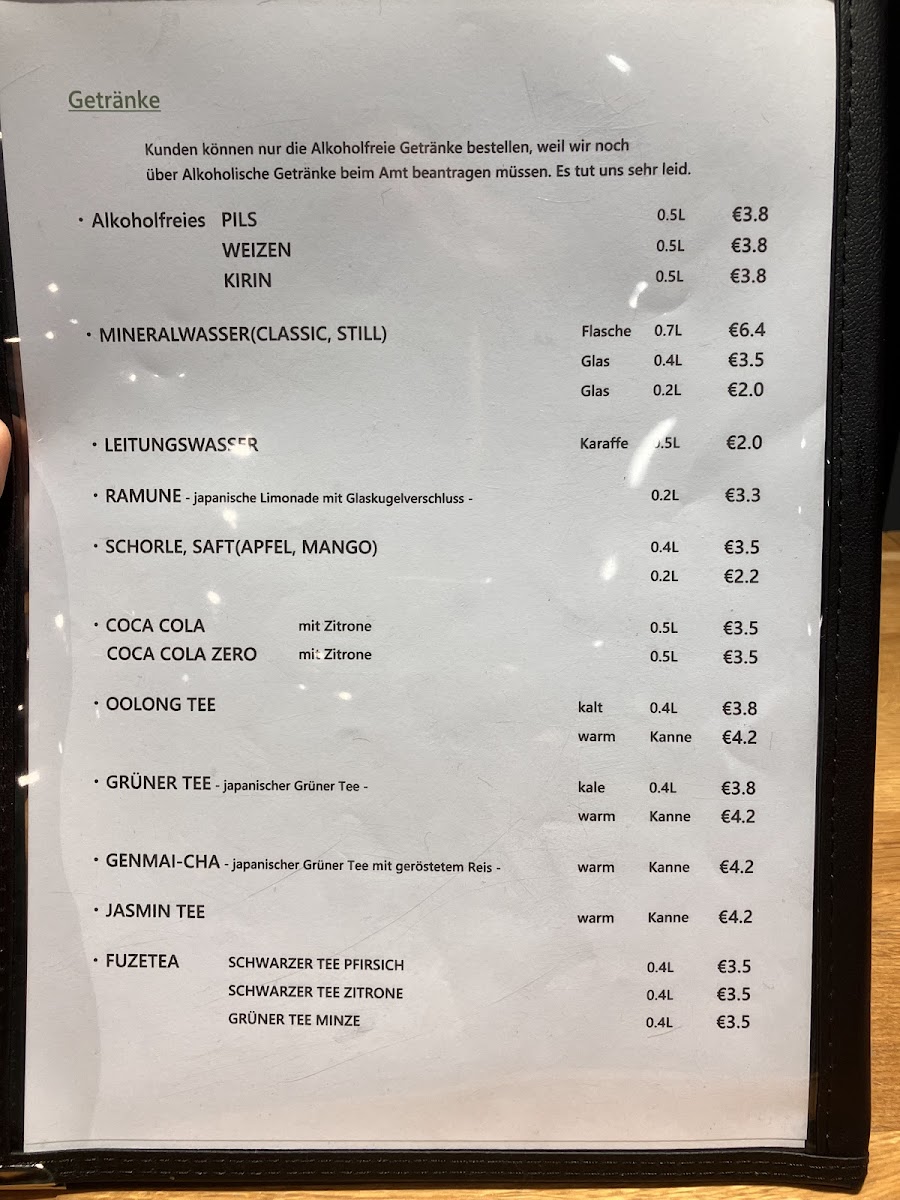 Getränke
Kunden können nur die Alkoholfreie Getränke bestellen, weil wir noch
über Alkoholische Getränke beim Amt beantragen müssen. Es tut uns sehr leid.
· Alkoholfreies PILS 0.5L €3.8
WEIZEN 0.5L €3.8
KIRIN 0.5L €3.8
· MINERALWASSER(CLASSIC, STILL) Flasche 0.7L €6.4
Glas 0.4L €3.5
Glas 0.2L €2.0
· LEITUNGSWASSER Karaffe .5L €2.0
· RAMUNE - japanische Limonade mit Glaskugelverschluss - 0.2L €3.3
· SCHORLE, SAFT(APFEL, MANGO) 0.4L €3.5
0.2L €2.2
· COCA COLA mit Zitrone 0.5L €3.5
COCA COLA ZERO mit Zitrone 0.5L €3.5
· OOLONG TEE kalt 0.4L €3.8
warm Kanne €4.2
· GRÜNER TEE - japanischer Grüner Tee - kale 0.4L €3.8
warm Kanne €4.2
· GENMAI-CHA - japanischer Grüner Tee mit geröstetem Reis - warm Kanne €4.2
· JASMIN TEE warm Kanne €4.2
· FUZETEA SCHWARZER TEE PFIRSICH 0.4L €3.5
SCHWARZER TEE ZITRONE 0.4L €3.5
GRÜNER TEE MINZE 0.4L €3.5